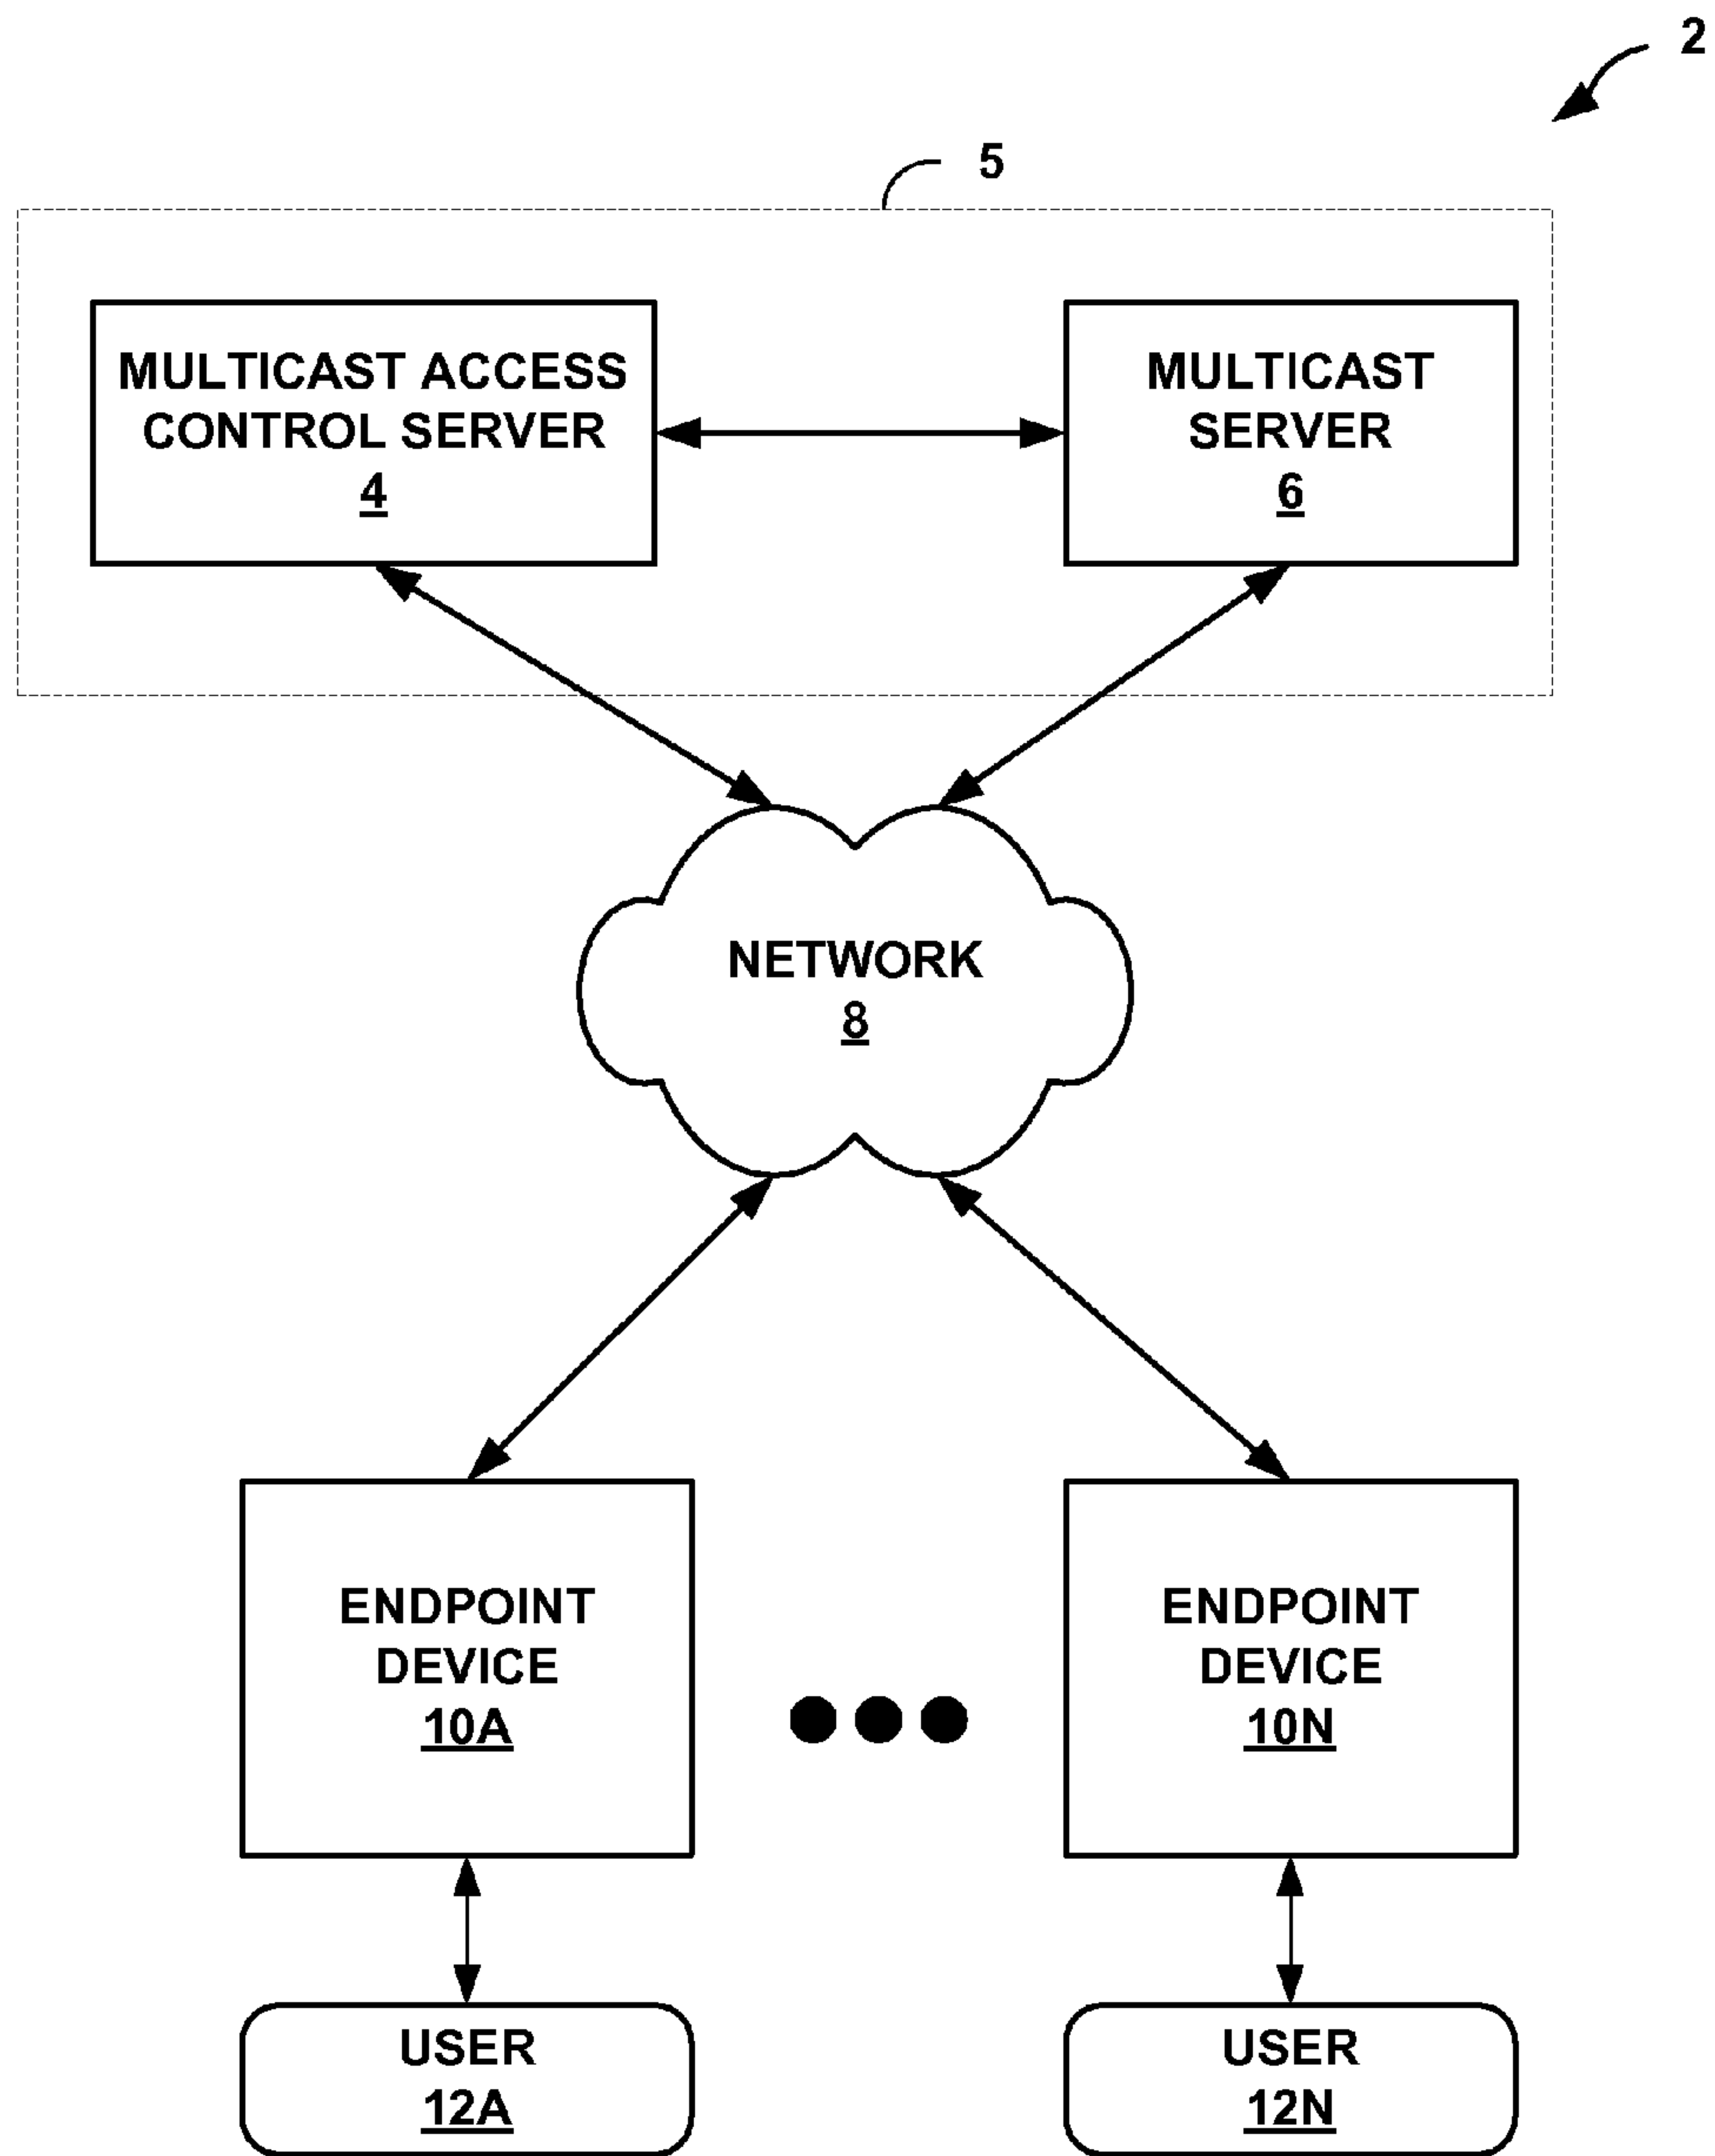 2
5
MULTICAST ACCESS
CONTROL SERVER
4
MULTICAST
SERVER
6
NETWORK
8
ENDPOINT
DEVICE
10A
ENDPOINT
DEVICE
10N
USER
12A
USER
12N